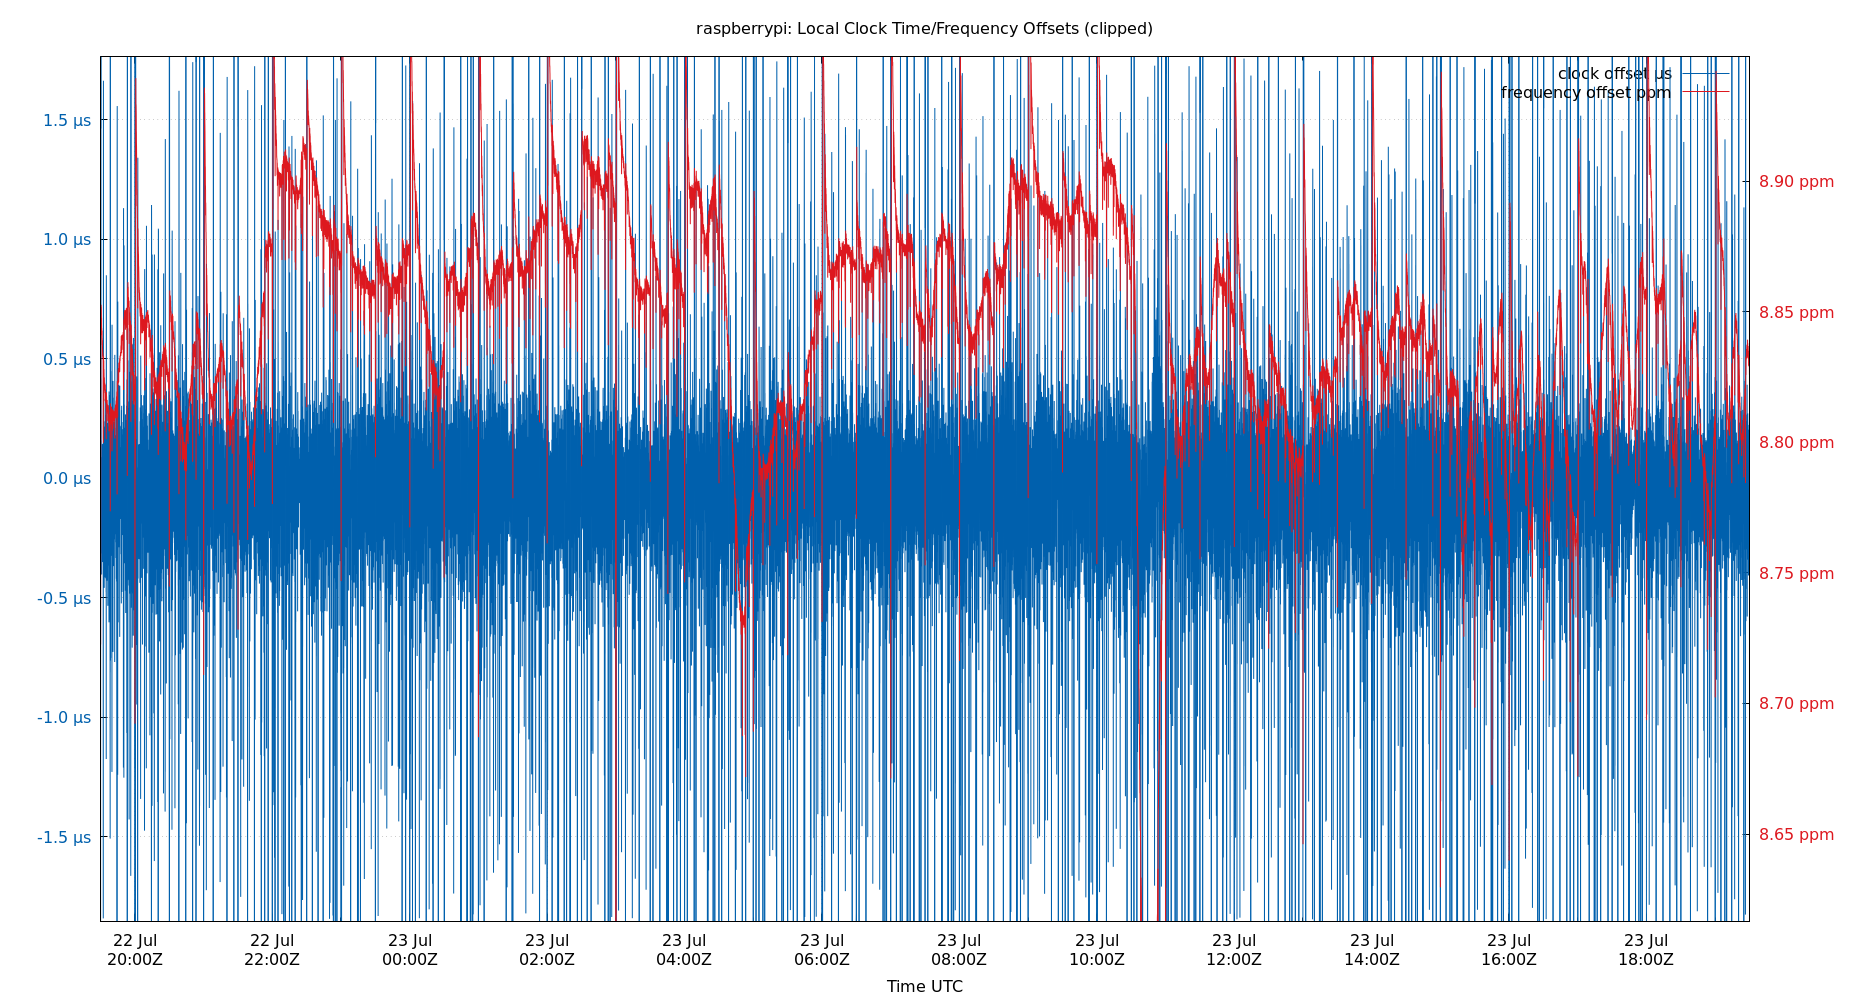 raspberrypi: Local Clock Time/Frequency Offsets (clipped)
clock offset µs
frequency offset ppm
1.5 µs
1.0 µs
0.5 µs
0.0 µs
-0.5 µs
-1.0 µs
-1.5 µs
8.90 ppm
8.85 ppm
8.80 ppm
8.75 ppm
8.70 ppm
8.65 ppm
22 Jul
20:00Z
22 Jul
22:00Z
23 Jul
00:00Z
23 Jul
02:00Z
23 Jul
04:00Z
23 Jul
06:00Z
23 Jul
08:00Z
23 Jul
10:00Z
23 Jul
12:00Z
23 Jul
14:00Z
23 Jul
16:00Z
23 Jul
18:00Z
Time UTC